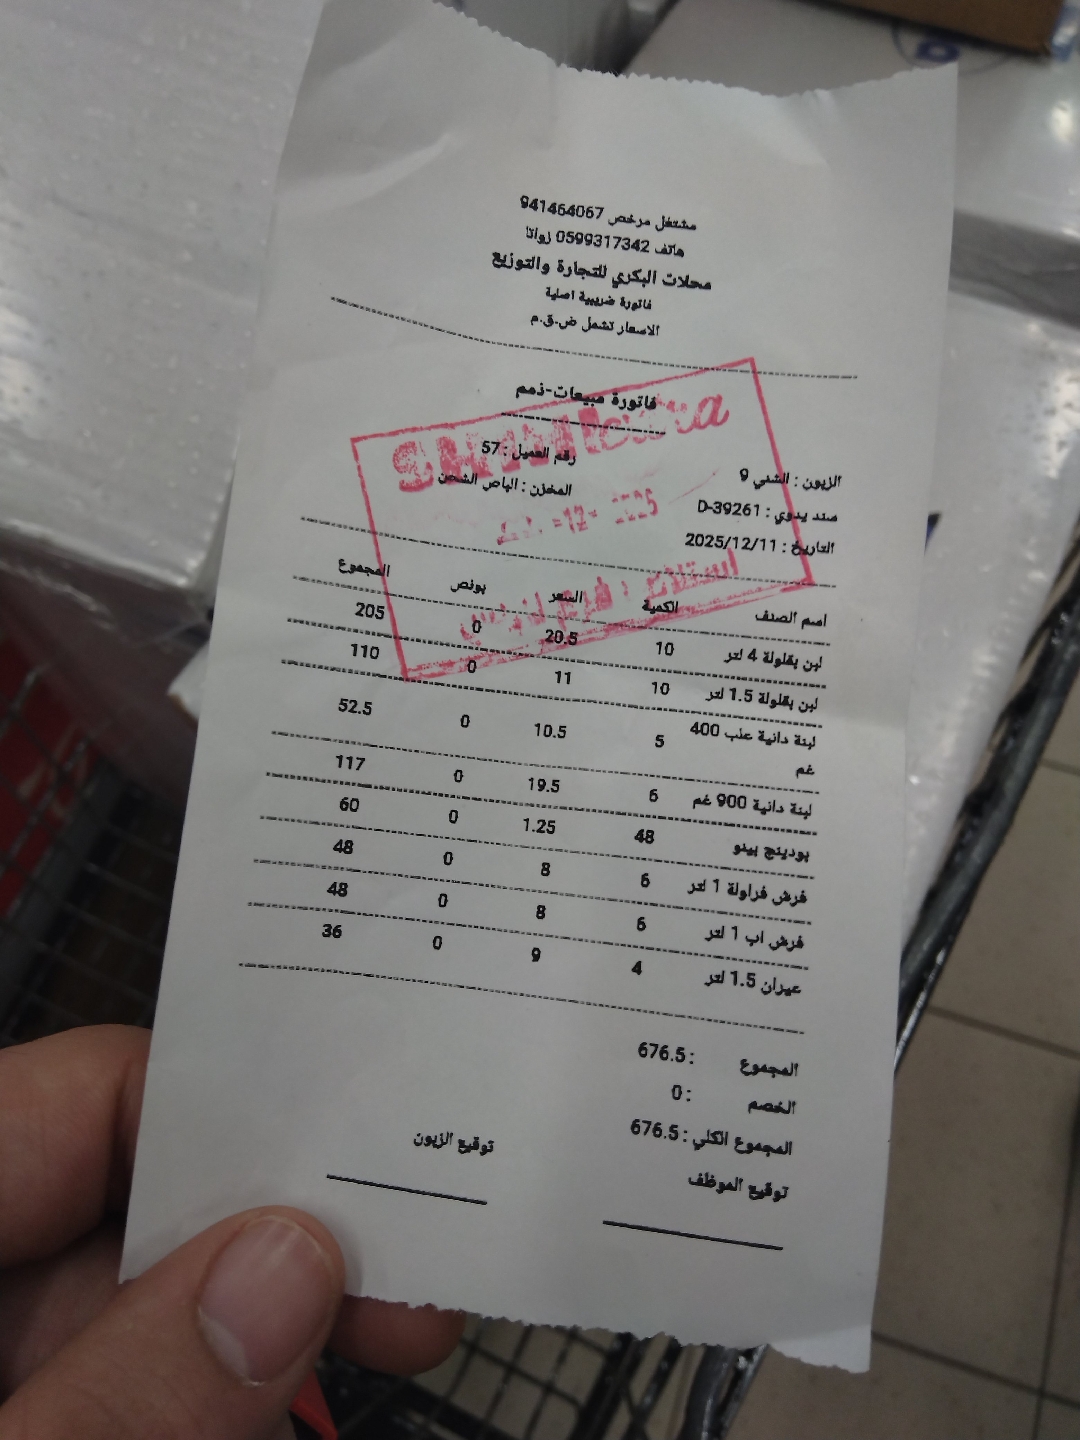 مشتغل مرخص 941464067
هاتف 0599317342 زواتا
محلات البكري للتجارة والتوزيع
فاتورة ضريبية اصلية
الاسعار تشمل ض.ق.م
فاتورة مبيعات-ذمم
رقم العميل : 57
الزبون : الشني 9
المخزن : الباص الشحن
سند يدوي : D-39261
التاريخ : 2025/12/11
استلام : فرع نابلس
اسم الصنف الكمية السعر بونص المجموع
لبن بقلولة 4 لتر 10 20.5 0 205
لبن بقلولة 1.5 لتر 10 11 0 110
لبنة دانية علب 400 5 10.5 0 52.5
غم
لبنة دانية 900 غم 6 19.5 0 117
بودينج بينو 48 1.25 0 60
فرش فراولة 1 لتر 6 8 0 48
فرش اب 1 لتر 6 8 0 48
عيران 1.5 لتر 4 9 0 36
المجموع : 676.5
الخصم : 0
المجموع الكلي : 676.5
توقيع الزبون
توقيع الموظف